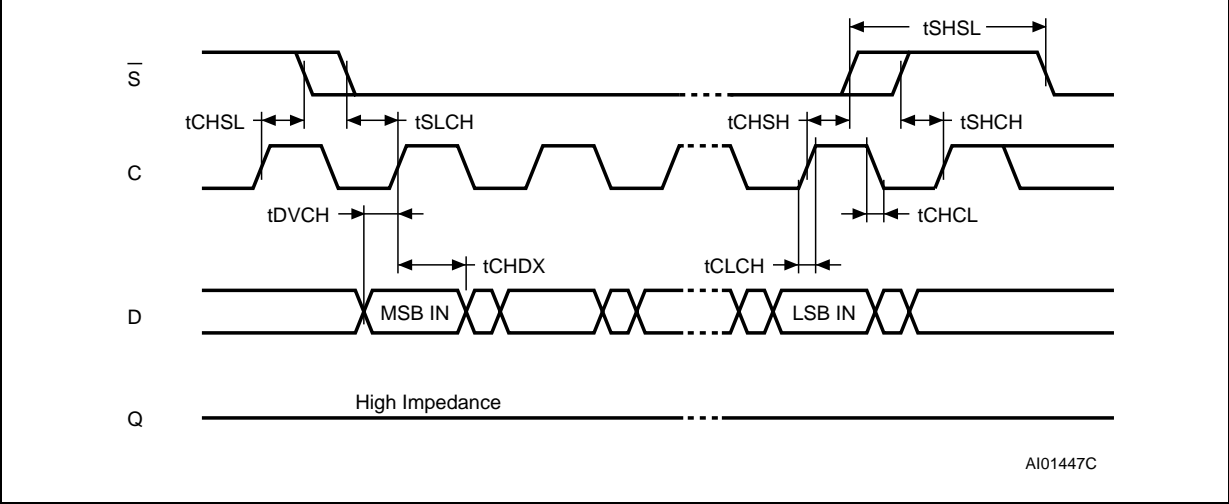 tSHSL
S̅
tCHSL tSLCH tCHSH tSHCH
C
tDVCH tCHCL
tCHDX tCLCH
D MSB IN LSB IN
High Impedance
Q
AI01447C